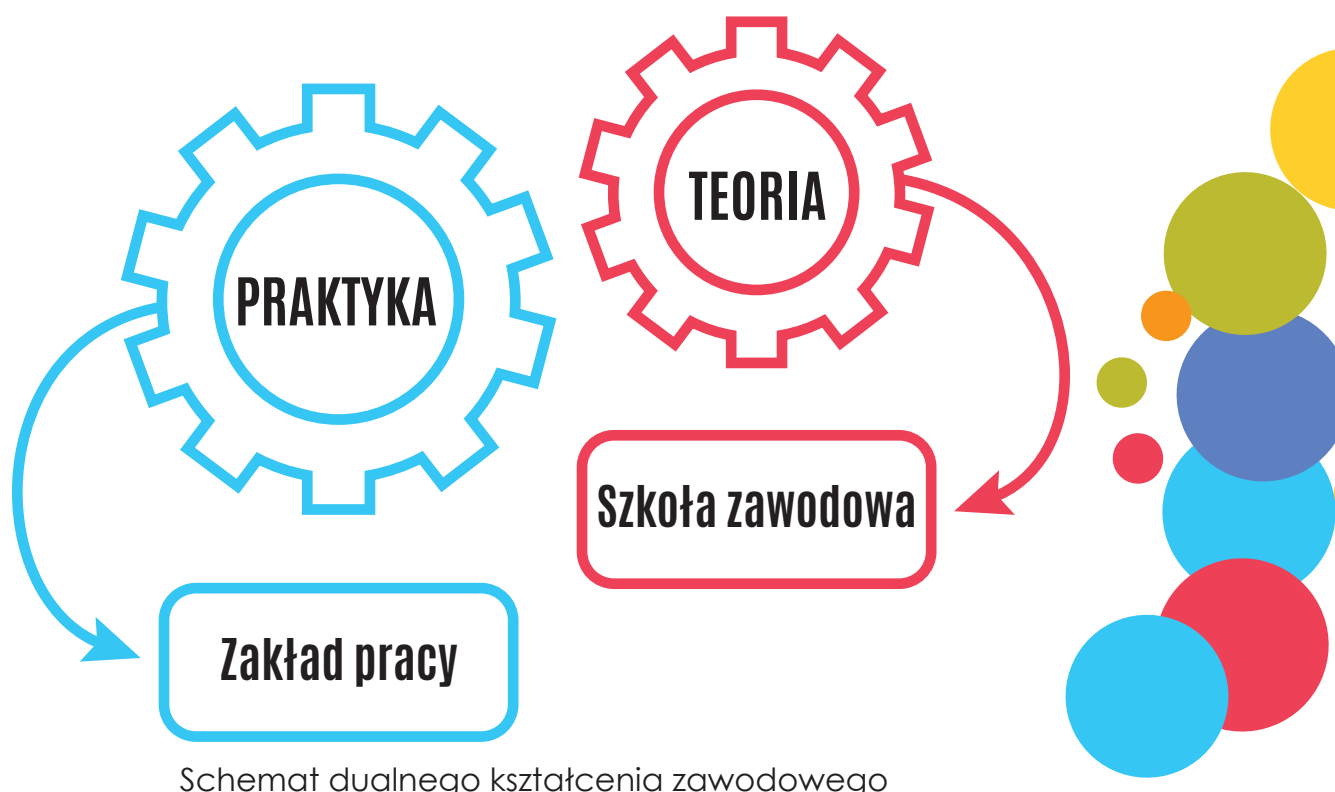 PRAKTYKA
TEORIA
Szkoła zawodowa
Zakład pracy
Schemat dualnego kształcenia zawodowego